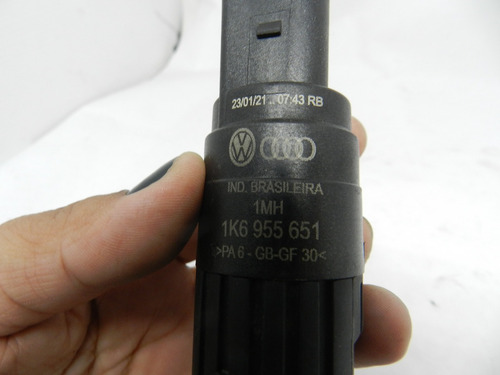 23/01/21 .. 07:43 RB
IND. BRASILEIRA
1MH
1K6 955 651
>PA 6 - GB-GF 30<